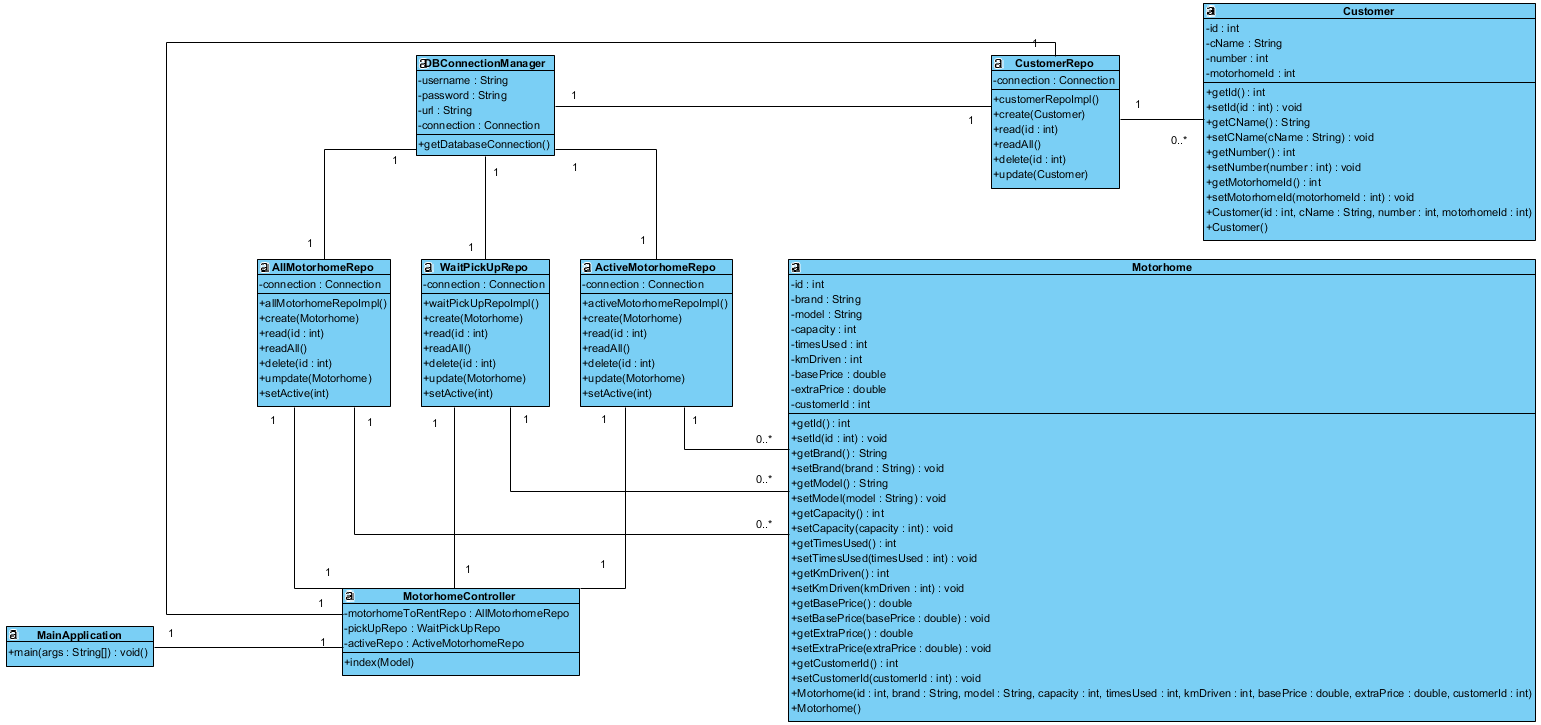 Customer
-id : int
-cName : String
-number : int
-motorhomeId : int
+getId() : int
+setId(id : int) : void
+getCName() : String
+setCName(cName : String) : void
+getNumber() : int
+setNumber(number : int) : void
+getMotorhomeId() : int
+setMotorhomeId(motorhomeId : int) : void
+Customer(id : int, cName : String, number : int, motorhomeId : int)
+Customer()
1
DBConnectionManager
-username : String
-password : String
-url : String
-connection : Connection
+getDatabaseConnection()
1
1
CustomerRepo
-connection : Connection
+customerRepoImpl()
+create(Customer)
+read(id : int)
+readAll()
+delete(id : int)
+update(Customer)
1
0..*
1
1
1
1
1
1
AllMotorhomeRepo
-connection : Connection
+allMotorhomeRepoImpl()
+create(Motorhome)
+read(id : int)
+readAll()
+delete(id : int)
+umpdate(Motorhome)
+setActive(int)
WaitPickUpRepo
-connection : Connection
+waitPickUpRepoImpl()
+create(Motorhome)
+read(id : int)
+readAll()
+delete(id : int)
+update(Motorhome)
+setActive(int)
ActiveMotorhomeRepo
-connection : Connection
+activeMotorhomeRepoImpl()
+create(Motorhome)
+read(id : int)
+readAll()
+delete(id : int)
+update(Motorhome)
+setActive(int)
Motorhome
-id : int
-brand : String
-model : String
-capacity : int
-timesUsed : int
-kmDriven : int
-basePrice : double
-extraPrice : double
-customerId : int
+getId() : int
+setId(id : int) : void
+getBrand() : String
+setBrand(brand : String) : void
+getModel() : String
+setModel(model : String) : void
+getCapacity() : int
+setCapacity(capacity : int) : void
+getTimesUsed() : int
+setTimesUsed(timesUsed : int) : void
+getKmDriven() : int
+setKmDriven(kmDriven : int) : void
+getBasePrice() : double
+setBasePrice(basePrice : double) : void
+getExtraPrice() : double
+setExtraPrice(extraPrice : double) : void
+getCustomerId() : int
+setCustomerId(customerId : int) : void
+Motorhome(id : int, brand : String, model : String, capacity : int, timesUsed : int, kmDriven : int, basePrice : double, extraPrice : double, customerId : int)
+Motorhome()
1
1
1
1
1
1
0..*
0..*
0..*
1
1
1
1
MotorhomeController
-motorhomeToRentRepo : AllMotorhomeRepo
-pickUpRepo : WaitPickUpRepo
-activeRepo : ActiveMotorhomeRepo
+index(Model)
1
1
MainApplication
+main(args : String[]) : void()